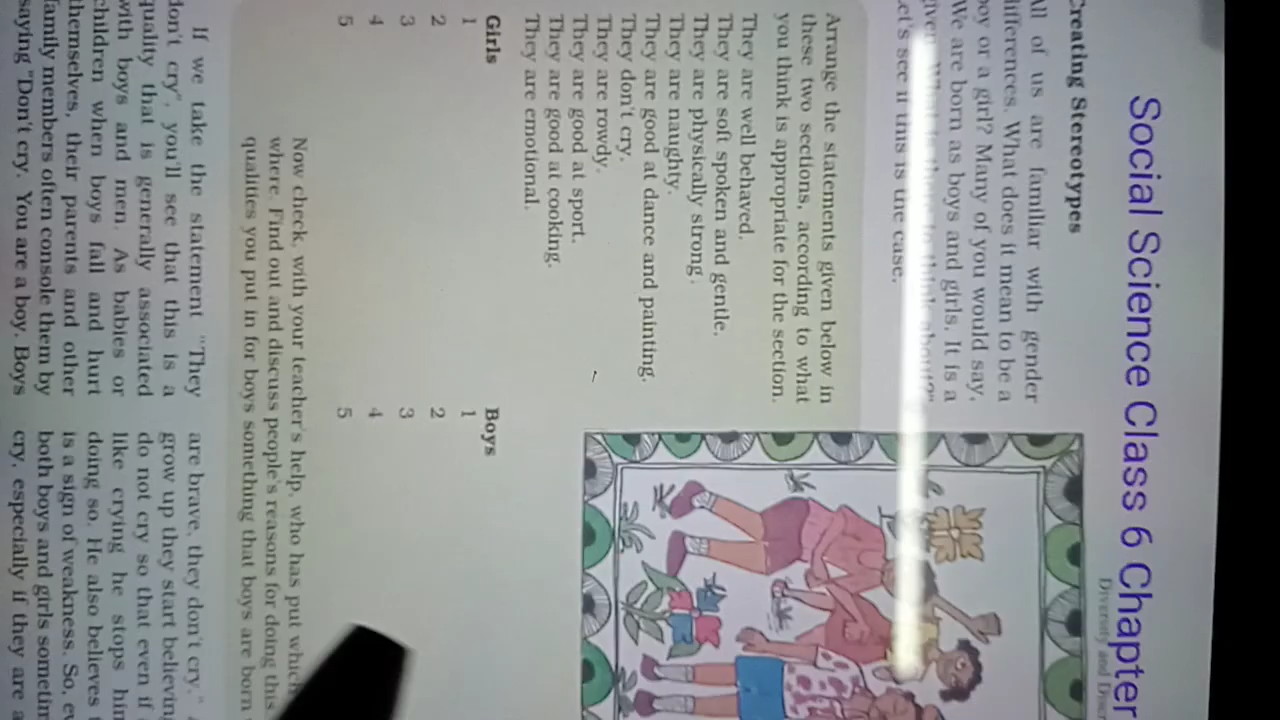 Social Science Class 6 Chapter
Diversity and
Creating Stereotypes
All of us are familiar with gender
differences. What does it mean to be a
boy or a girl? Many of you would say,
"We are born as boys and girls. It is a
given.
Let's see if this is the case.
Arrange the statements given below in
these two sections, according to what
you think is appropriate for the section.
They are well behaved.
They are soft spoken and gentle.
They are physically strong.
They are naughty.
They are good at dance and painting.
They don't cry.
They are rowdy.
They are good at sport.
They are good at cooking.
They are emotional.
Girls Boys
1 1
2 2
3 3
4 4
5 5
Now check, with your teacher's help, who has put which
where. Find out and discuss people's reasons for doing this.
qualities you put in for boys something that boys are born
If we take the statement "They
don't cry", you'll see that this is a
quality that is generally associated
with boys and men. As babies or
children when boys fall and hurt
themselves, their parents and other
family members often console them by
saying "Don't cry. You are a boy. Boys
are brave, they don't cry."
grow up they start
do not cry so that even if
like crying he stops
doing so. He also believes
is a sign of weakness. So,
both boys and girls
cry, especially if they are